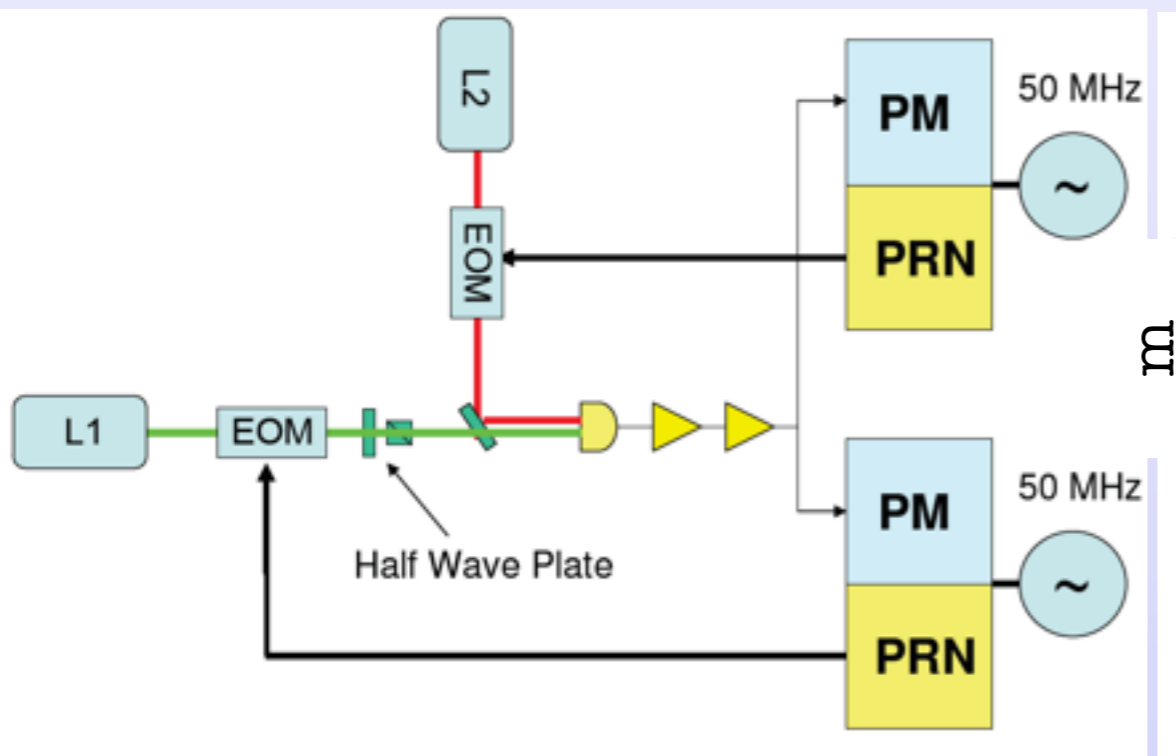 L2
PM
50 MHz
~
EOM
PRN
m
L1
EOM
PM
50 MHz
~
Half Wave Plate
PRN